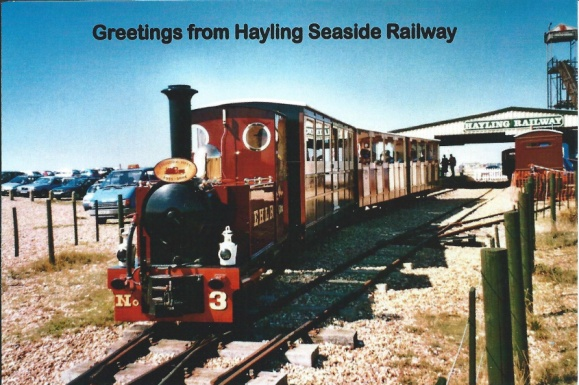 Greetings from Hayling Seaside Railway
HAYLING RAILWAY
EHLR
No 3